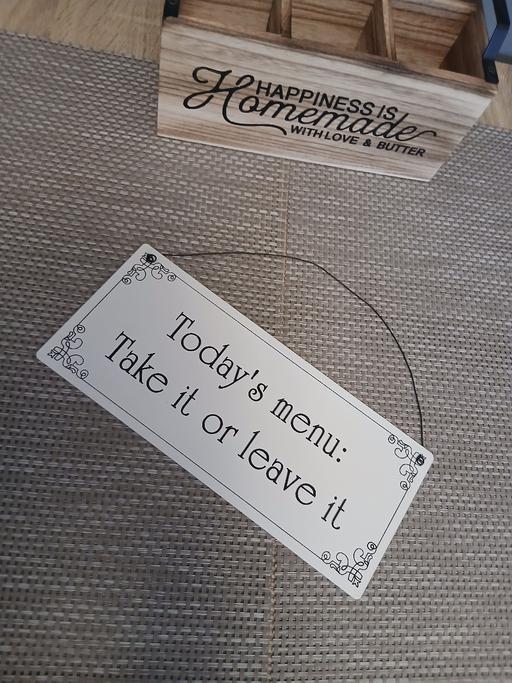 HAPPINESS IS
Homemade
WITH LOVE & BUTTER
Today's menu:
Take it or leave it